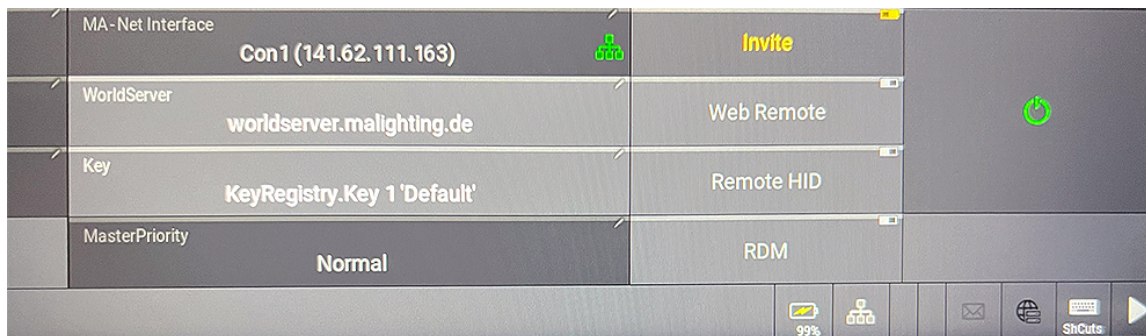 MA-Net Interface
Con1 (141.62.111.163)
Invite
WorldServer
worldserver.malighting.de
Web Remote
Key
KeyRegistry.Key 1 'Default'
Remote HID
MasterPriority
Normal
RDM
99%
ShCuts